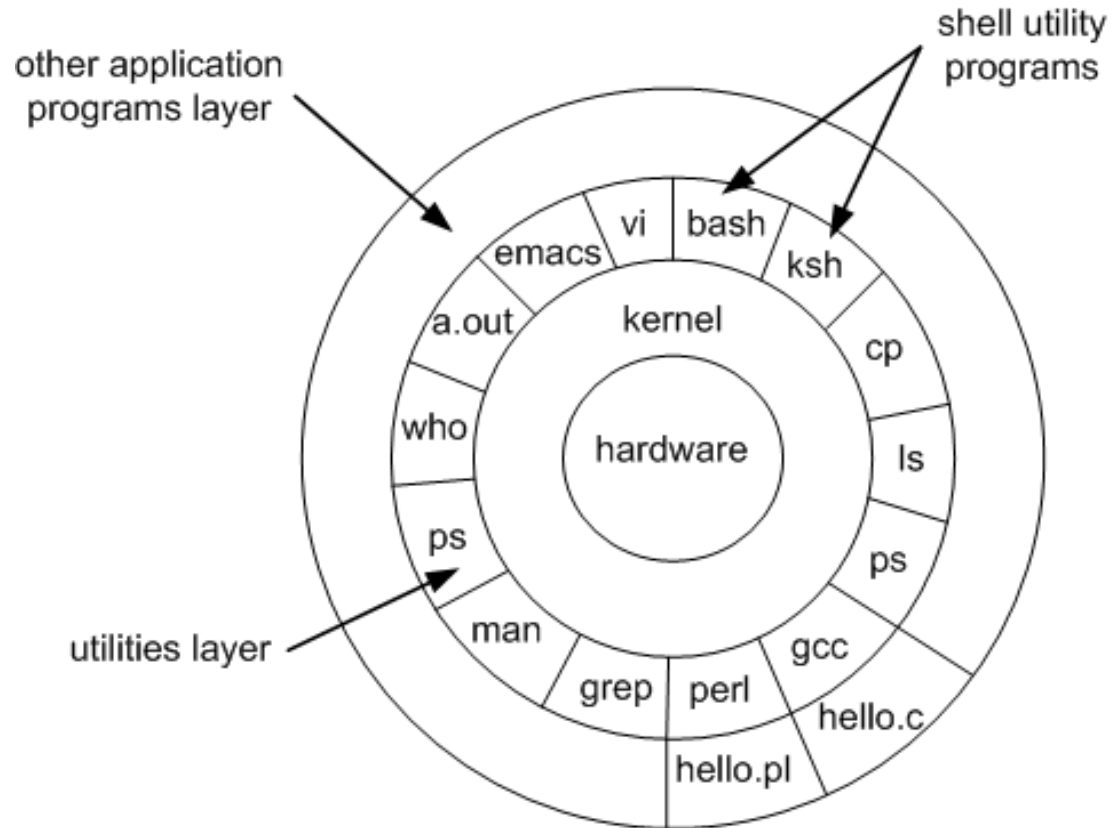 shell utility
programs
other application
programs layer
vi
bash
emacs
ksh
a.out
kernel
cp
who
hardware
ls
ps
ps
utilities layer
man
gcc
grep
perl
hello.c
hello.pl